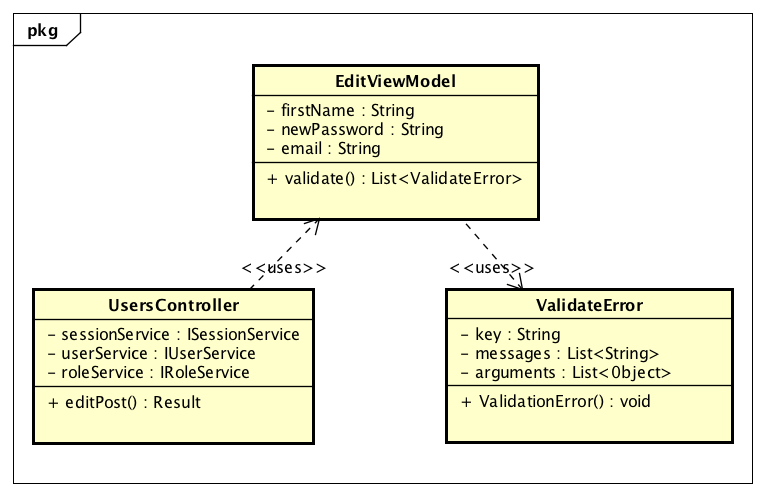 pkg
EditViewModel
- firstName : String
- newPassword : String
- email : String
+ validate() : List<ValidateError>
<<uses>>
<<uses>>
UsersController
- sessionService : ISessionService
- userService : IUserService
- roleService : IRoleService
+ editPost() : Result
ValidateError
- key : String
- messages : List<String>
- arguments : List<Object>
+ ValidationError() : void